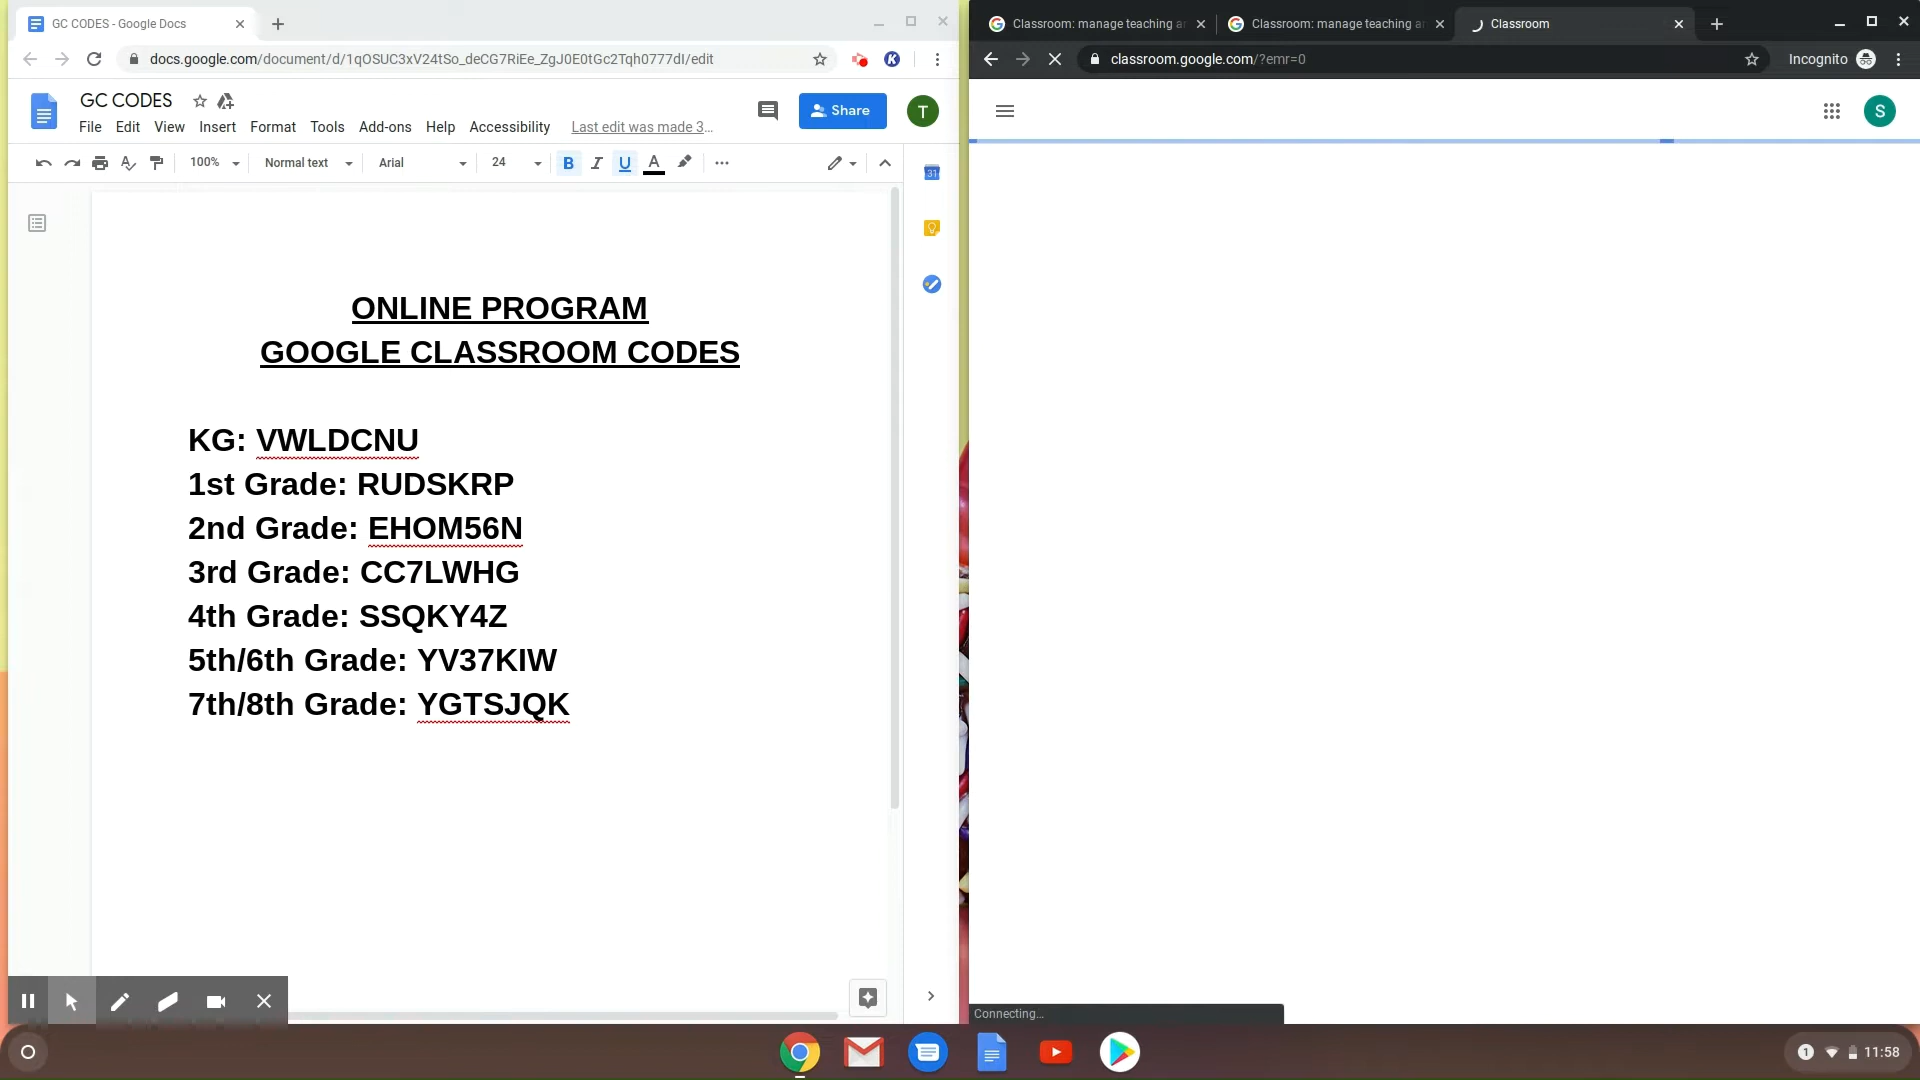 GC CODES - Google Docs
docs.google.com/document/d/1qOSUC3xV24tSo_deCG7RiEe_ZgJ0E0tGc2Tqh0777dI/edit
GC CODES
File Edit View Insert Format Tools Add-ons Help Accessibility Last edit was made 3...
Share
T
100% Normal text Arial 24 B I U A
31
ONLINE PROGRAM
GOOGLE CLASSROOM CODES
KG: VWLDCNU
1st Grade: RUDSKRP
2nd Grade: EHOM56N
3rd Grade: CC7LWHG
4th Grade: SSQKY4Z
5th/6th Grade: YV37KIW
7th/8th Grade: YGTSJQK
Classroom: manage teaching a
Classroom: manage teaching a
Classroom
classroom.google.com/?emr=0
Incognito
S
Connecting...
1 11:58